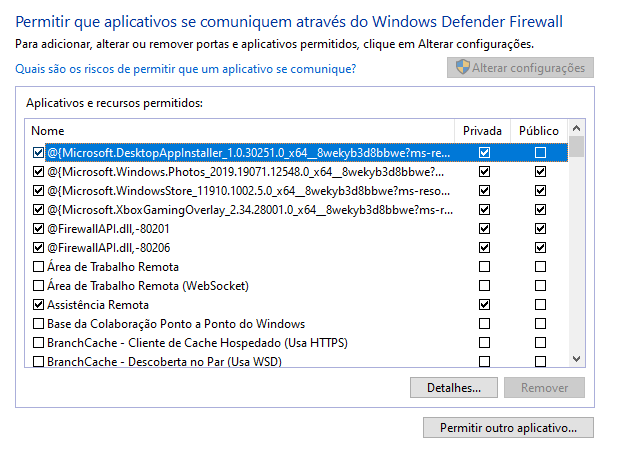 Permitir que aplicativos se comuniquem através do Windows Defender Firewall
Para adicionar, alterar ou remover portas e aplicativos permitidos, clique em Alterar configurações.
Quais são os riscos de permitir que um aplicativo se comunique?
Alterar configurações
Aplicativos e recursos permitidos:
Nome Privada Público
@{Microsoft.DesktopAppInstaller_1.0.30251.0_x64__8wekyb3d8bbwe?ms-re...
@{Microsoft.Windows.Photos_2019.19071.12548.0_x64__8wekyb3d8bbwe?...
@{Microsoft.WindowsStore_11910.1002.5.0_x64__8wekyb3d8bbwe?ms-reso...
@{Microsoft.XboxGamingOverlay_2.34.28001.0_x64__8wekyb3d8bbwe?ms-r...
@FirewallAPI.dll,-80201
@FirewallAPI.dll,-80206
Área de Trabalho Remota
Área de Trabalho Remota (WebSocket)
Assistência Remota
Base da Colaboração Ponto a Ponto do Windows
BranchCache - Cliente de Cache Hospedado (Usa HTTPS)
BranchCache - Descoberta no Par (Usa WSD)
Detalhes... Remover
Permitir outro aplicativo...